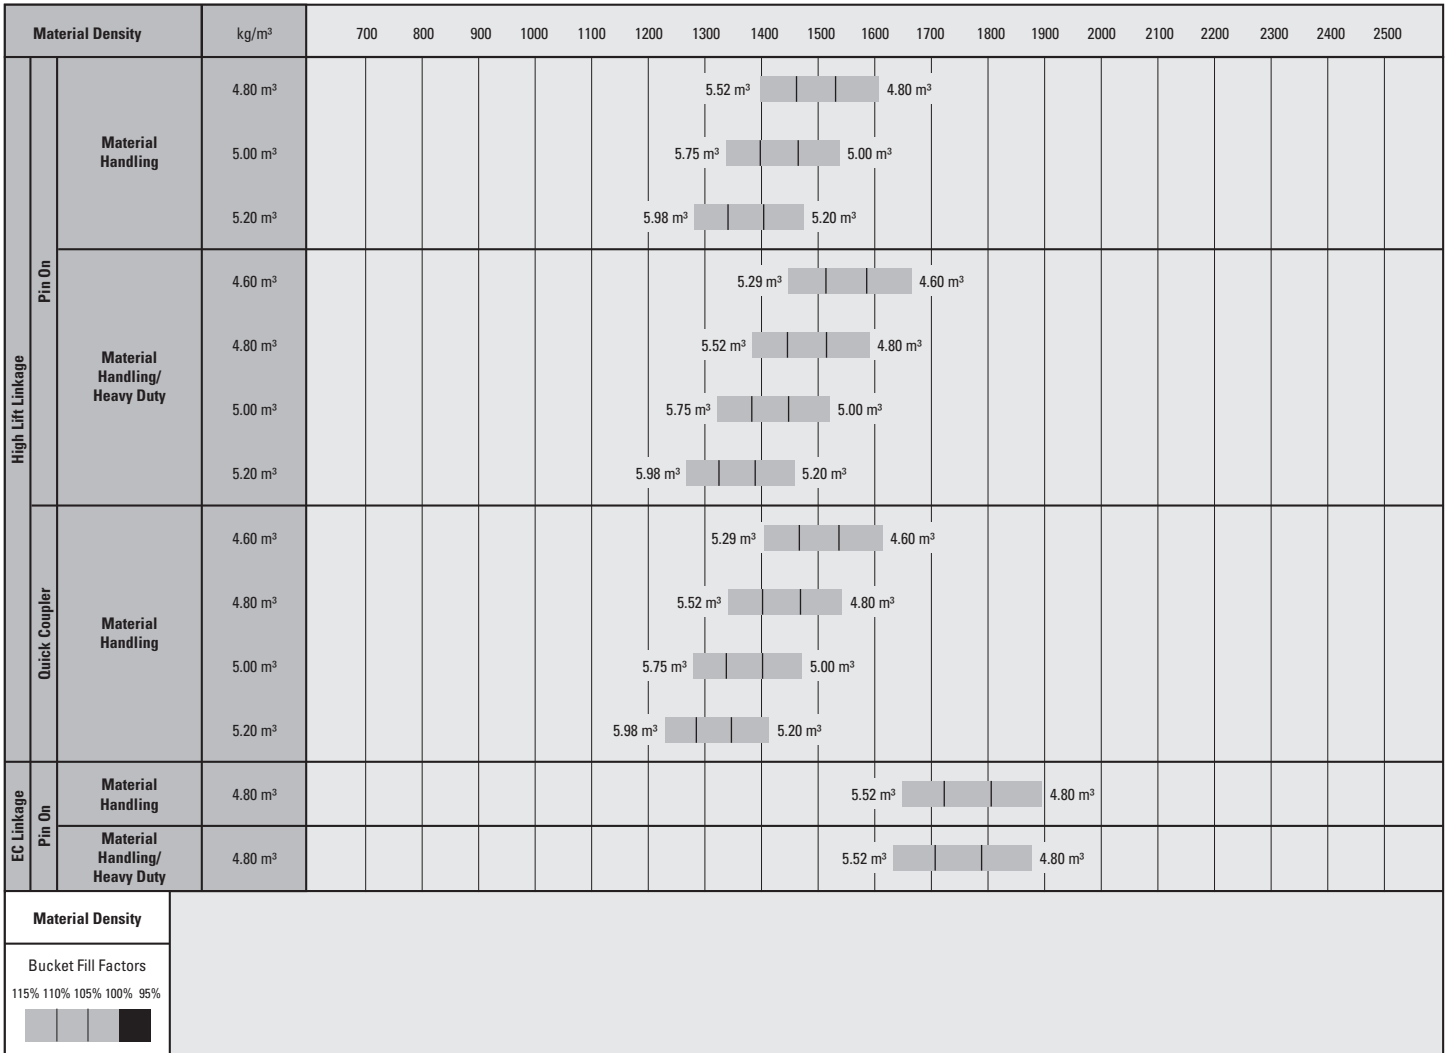 Material Density kg/m³ 700 800 900 1000 1100 1200 1300 1400 1500 1600 1700 1800 1900 2000 2100 2200 2300 2400 2500
High Lift Linkage
Pin On
Material
Handling
4.80 m³ 5.52 m³ 4.80 m³
5.00 m³ 5.75 m³ 5.00 m³
5.20 m³ 5.98 m³ 5.20 m³
Material
Handling/
Heavy Duty
4.60 m³ 5.29 m³ 4.60 m³
4.80 m³ 5.52 m³ 4.80 m³
5.00 m³ 5.75 m³ 5.00 m³
5.20 m³ 5.98 m³ 5.20 m³
Quick Coupler
Material
Handling
4.60 m³ 5.29 m³ 4.60 m³
4.80 m³ 5.52 m³ 4.80 m³
5.00 m³ 5.75 m³ 5.00 m³
5.20 m³ 5.98 m³ 5.20 m³
EC Linkage
Pin On
Material
Handling
4.80 m³ 5.52 m³ 4.80 m³
Material
Handling/
Heavy Duty
4.80 m³ 5.52 m³ 4.80 m³
Material Density
Bucket Fill Factors
115% 110% 105% 100% 95%